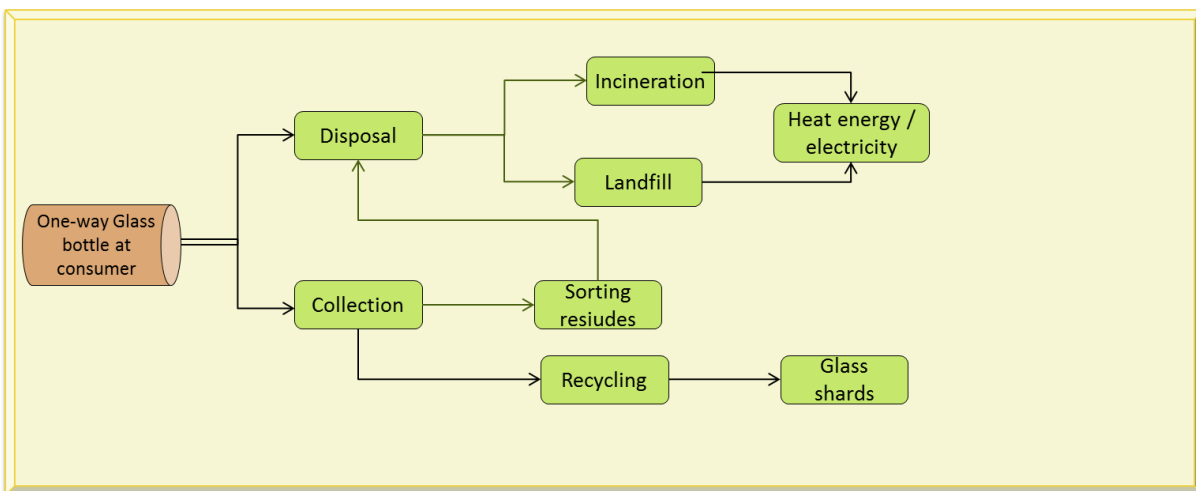 Incineration
Heat energy /
electricity
Disposal
Landfill
One-way Glass
bottle at
consumer
Collection
Sorting
resiudes
Recycling
Glass
shards